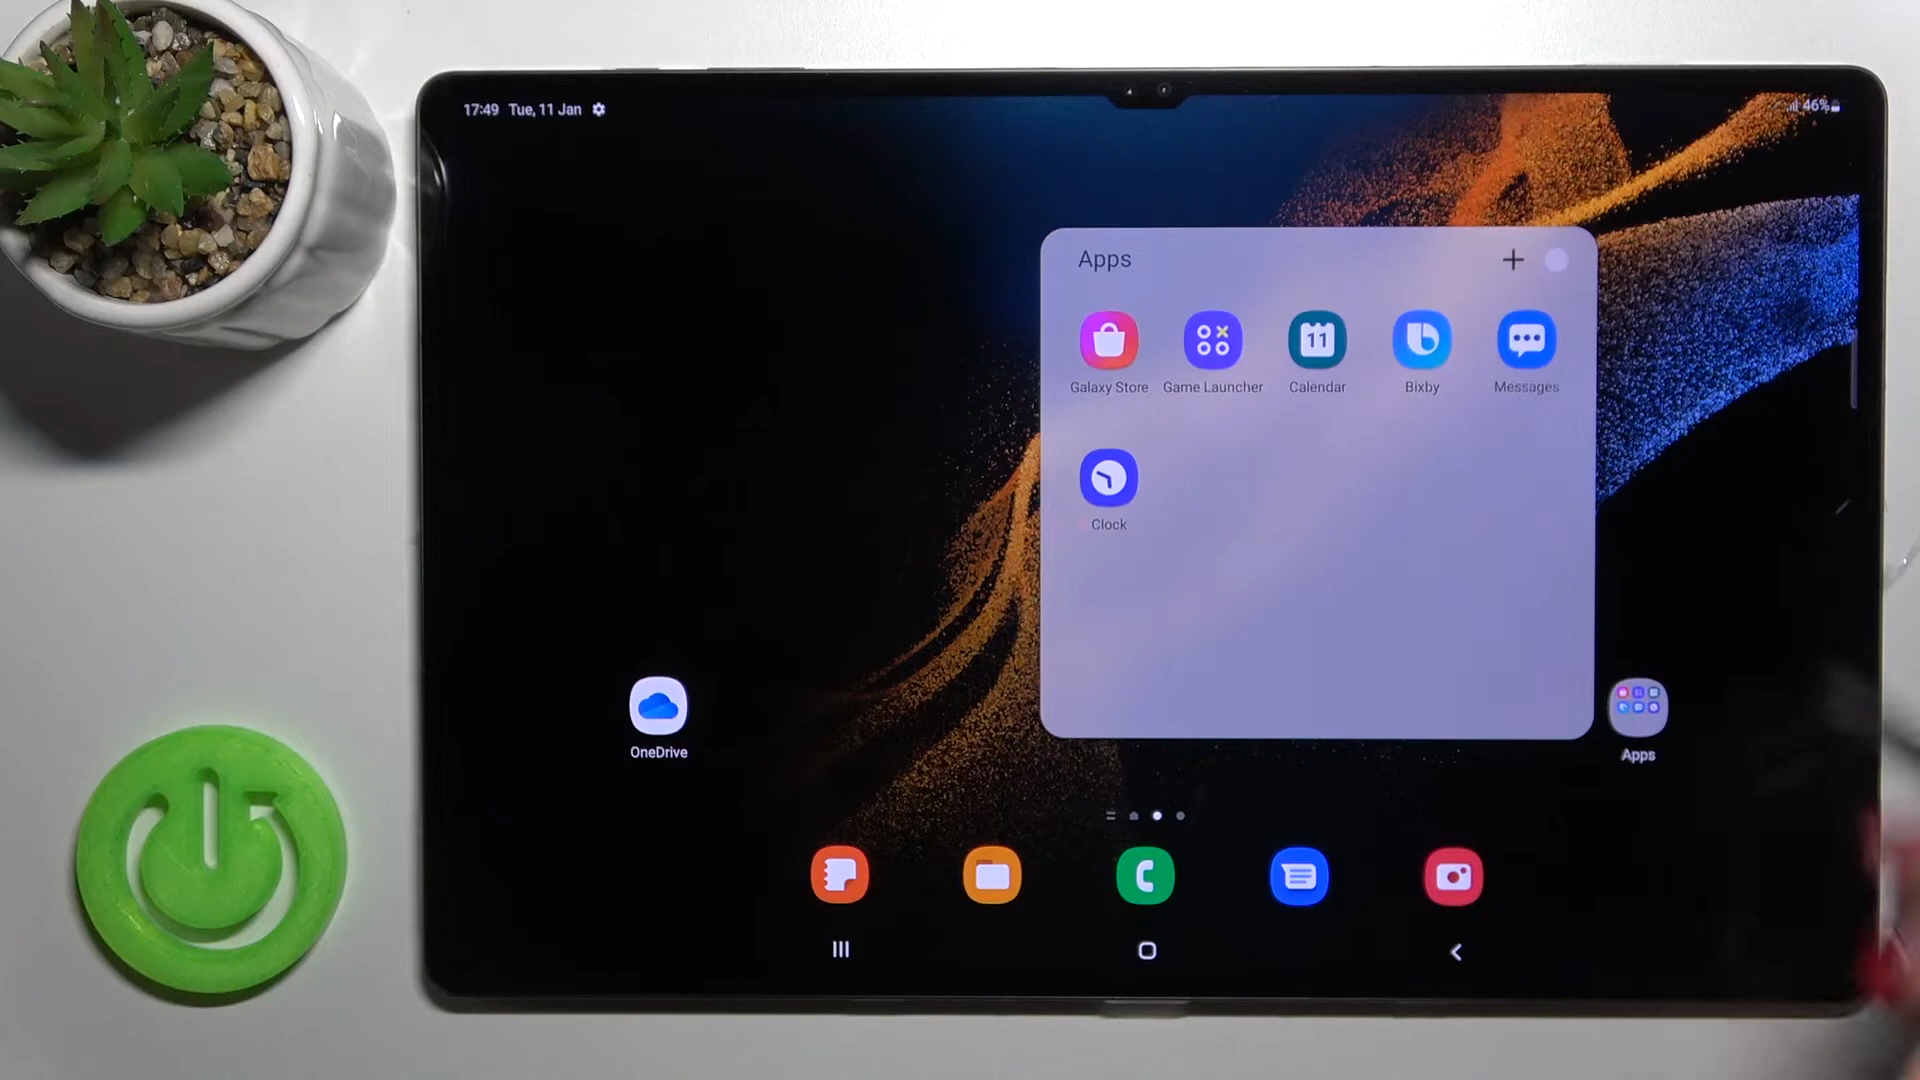 17:49 Tue, 11 Jan
46%
Apps
Galaxy Store Game Launcher Calendar Bixby Messages
11
Clock
OneDrive
Apps